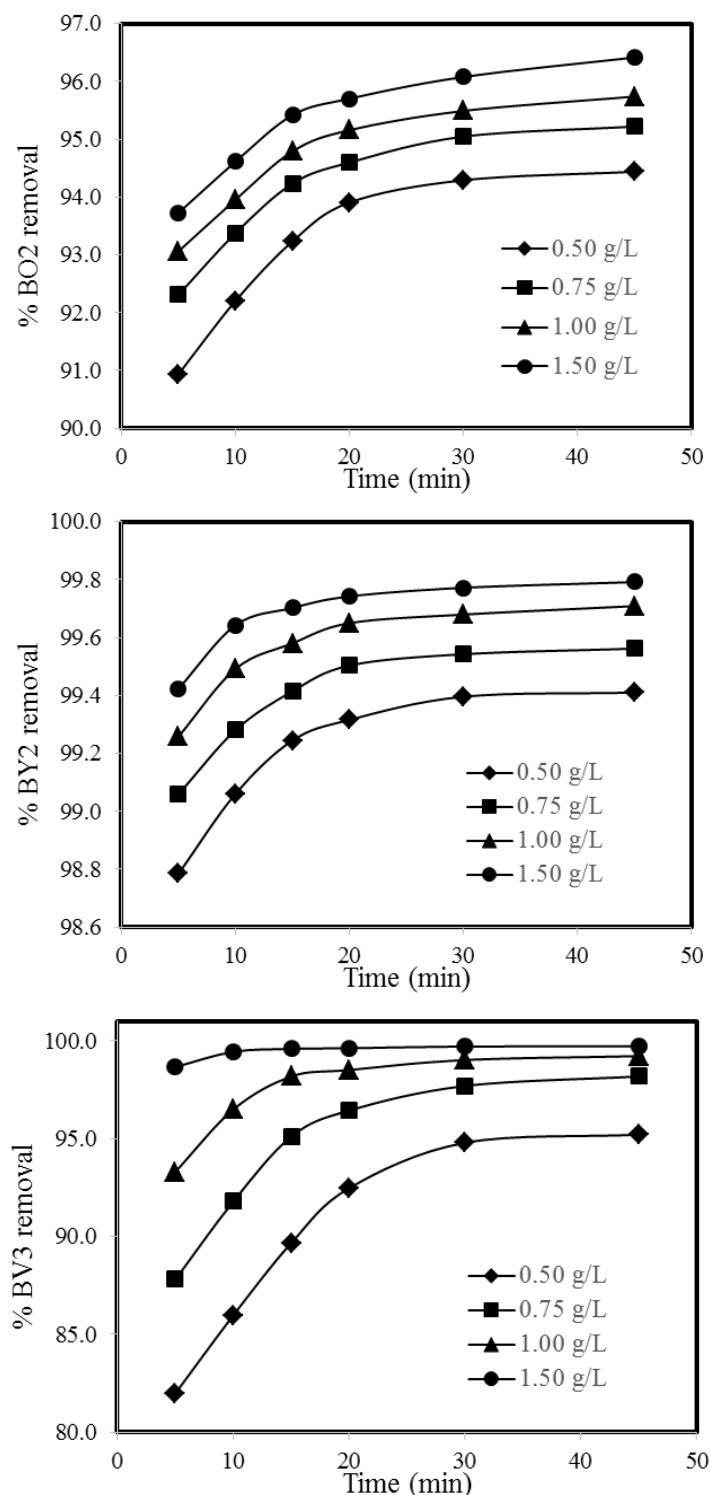 97.0
96.0
95.0
94.0
93.0
92.0
91.0
90.0
% BO2 removal
0.50 g/L
0.75 g/L
1.00 g/L
1.50 g/L
0 10 20 30 40 50
Time (min)
100.0
99.8
99.6
99.4
99.2
99.0
98.8
98.6
% BY2 removal
0.50 g/L
0.75 g/L
1.00 g/L
1.50 g/L
0 10 20 30 40 50
Time (min)
100.0
95.0
90.0
85.0
80.0
% BV3 removal
0.50 g/L
0.75 g/L
1.00 g/L
1.50 g/L
0 10 20 30 40 50
Time (min)